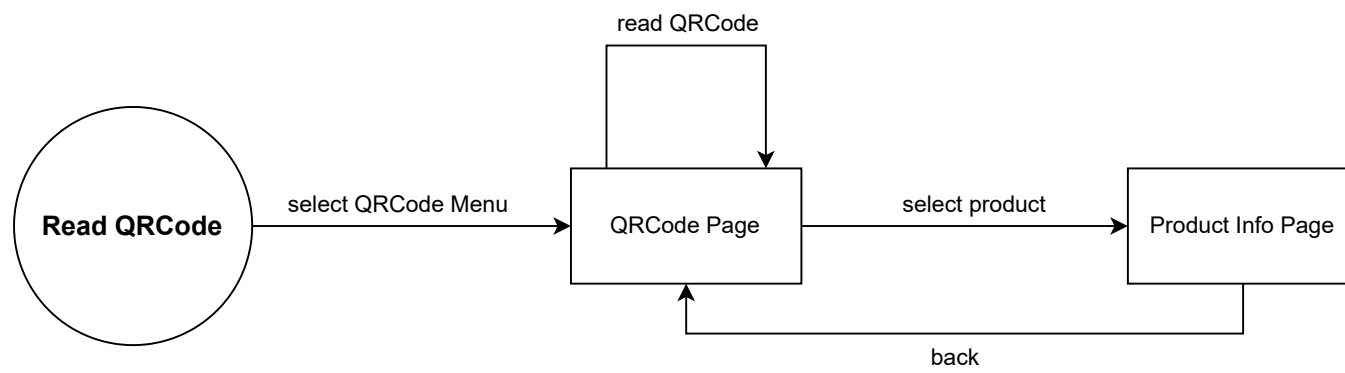 read QRCode
Read QRCode
select QRCode Menu
QRCode Page
select product
Product Info Page
back